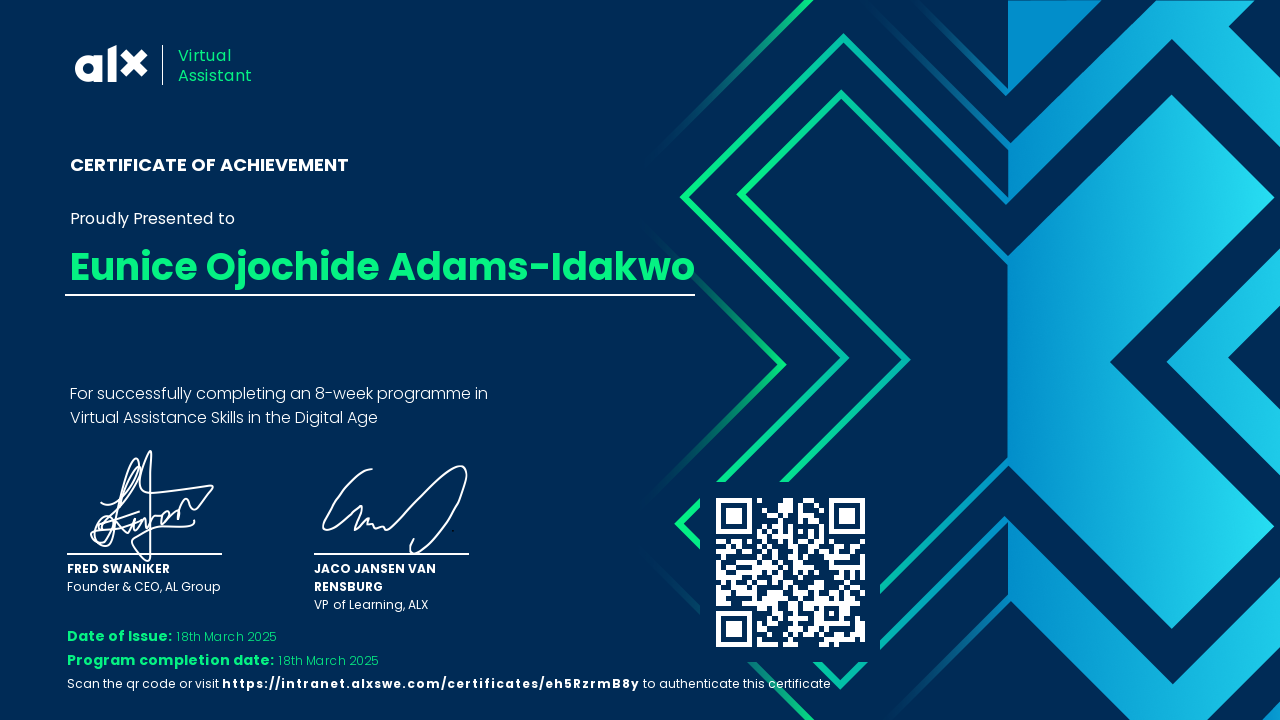 alx
Virtual
Assistant
CERTIFICATE OF ACHIEVEMENT
Proudly Presented to
Eunice Ojochide Adams-Idakwo
For successfully completing an 8-week programme in
Virtual Assistance Skills in the Digital Age
FRED SWANIKER
Founder & CEO, AL Group
JACO JANSEN VAN
RENSBURG
VP of Learning, ALX
Date of Issue: 18th March 2025
Program completion date: 18th March 2025
Scan the qr code or visit https://intranet.alxswe.com/certificates/eh5RzrmB8y to authenticate this certificate